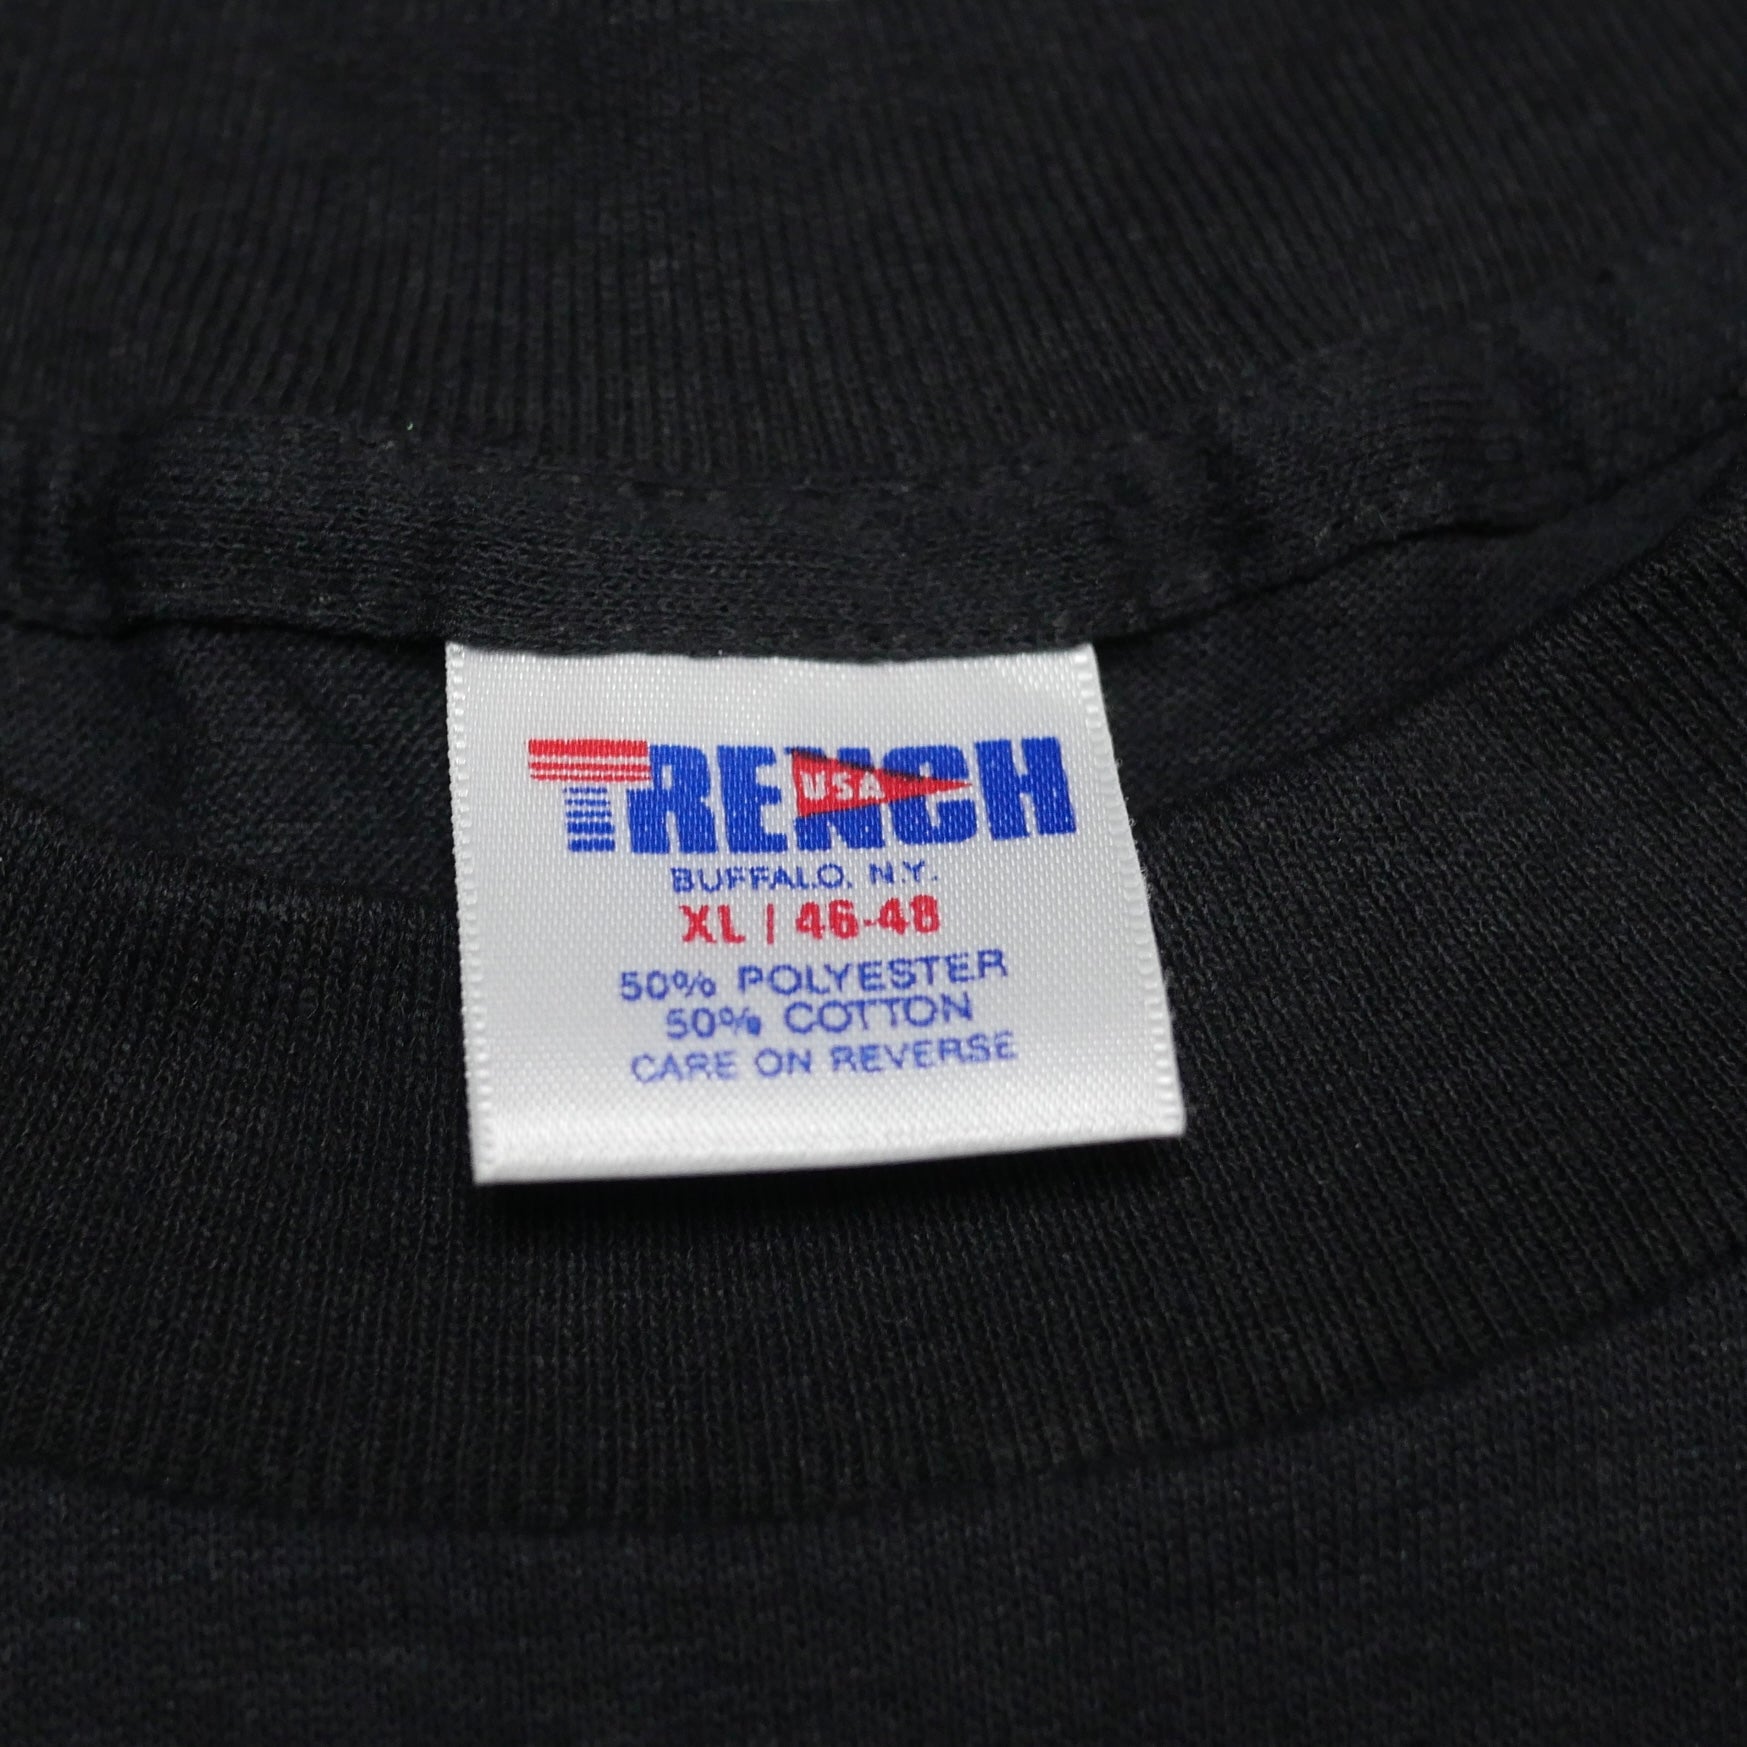 TRENCH
USA
BUFFALO, N.Y.
XL | 46-48
50% POLYESTER
50% COTTON
CARE ON REVERSE